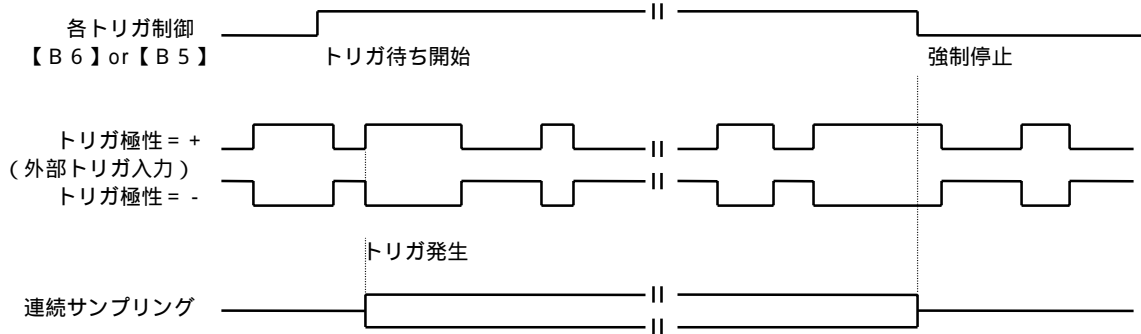 各トリガ制御
【Ｂ６】or【Ｂ５】
トリガ待ち開始
強制停止
トリガ極性= +
(外部トリガ入力)
トリガ極性= -
トリガ発生
連続サンプリング